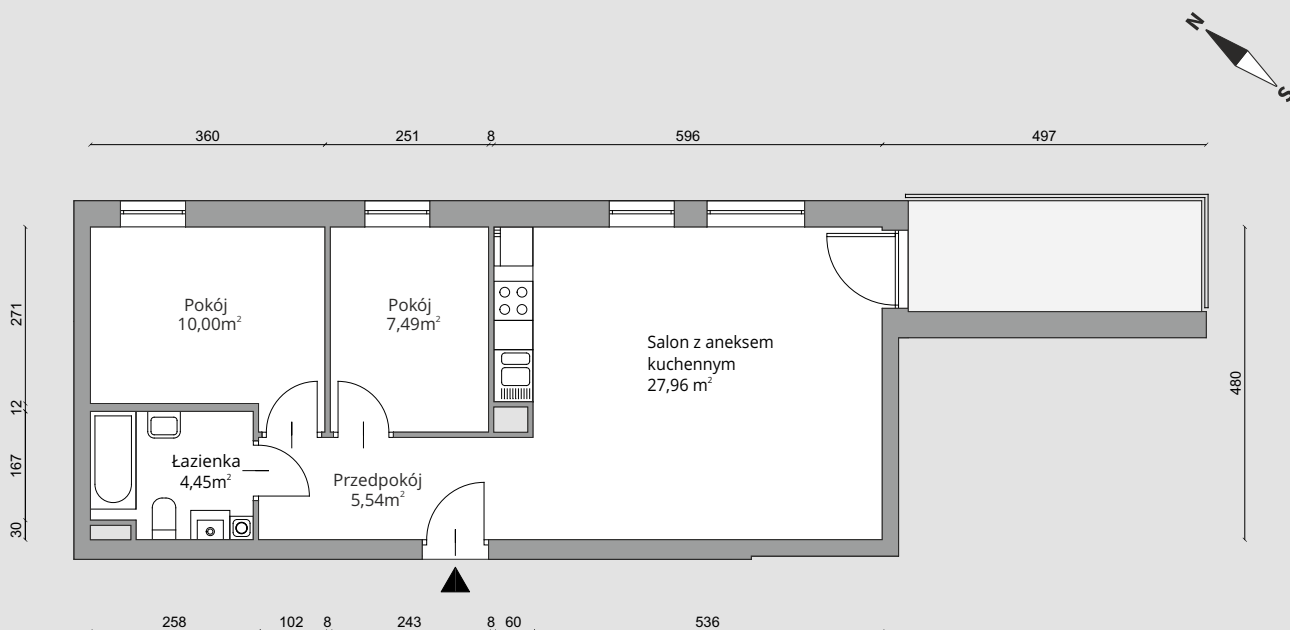 N
S
360 251 8 596 497
271
12
167
30
480
Pokój
10,00m²
Pokój
7,49m²
Salon z aneksem
kuchennym
27,96 m²
Łazienka
4,45m²
Przedpokój
5,54m²
258 102 8 243 8 60 536